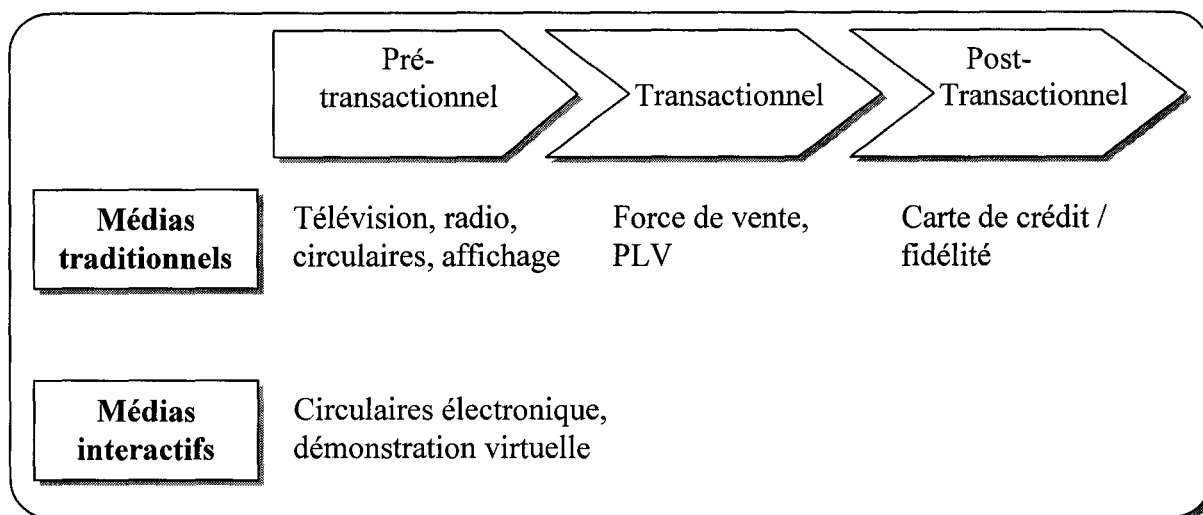 Pré-
transactionnel
Transactionnel
Post-
Transactionnel
Médias
traditionnels
Télévision, radio,
circulaires, affichage
Force de vente,
PLV
Carte de crédit /
fidélité
Médias
interactifs
Circulaires électronique,
démonstration virtuelle